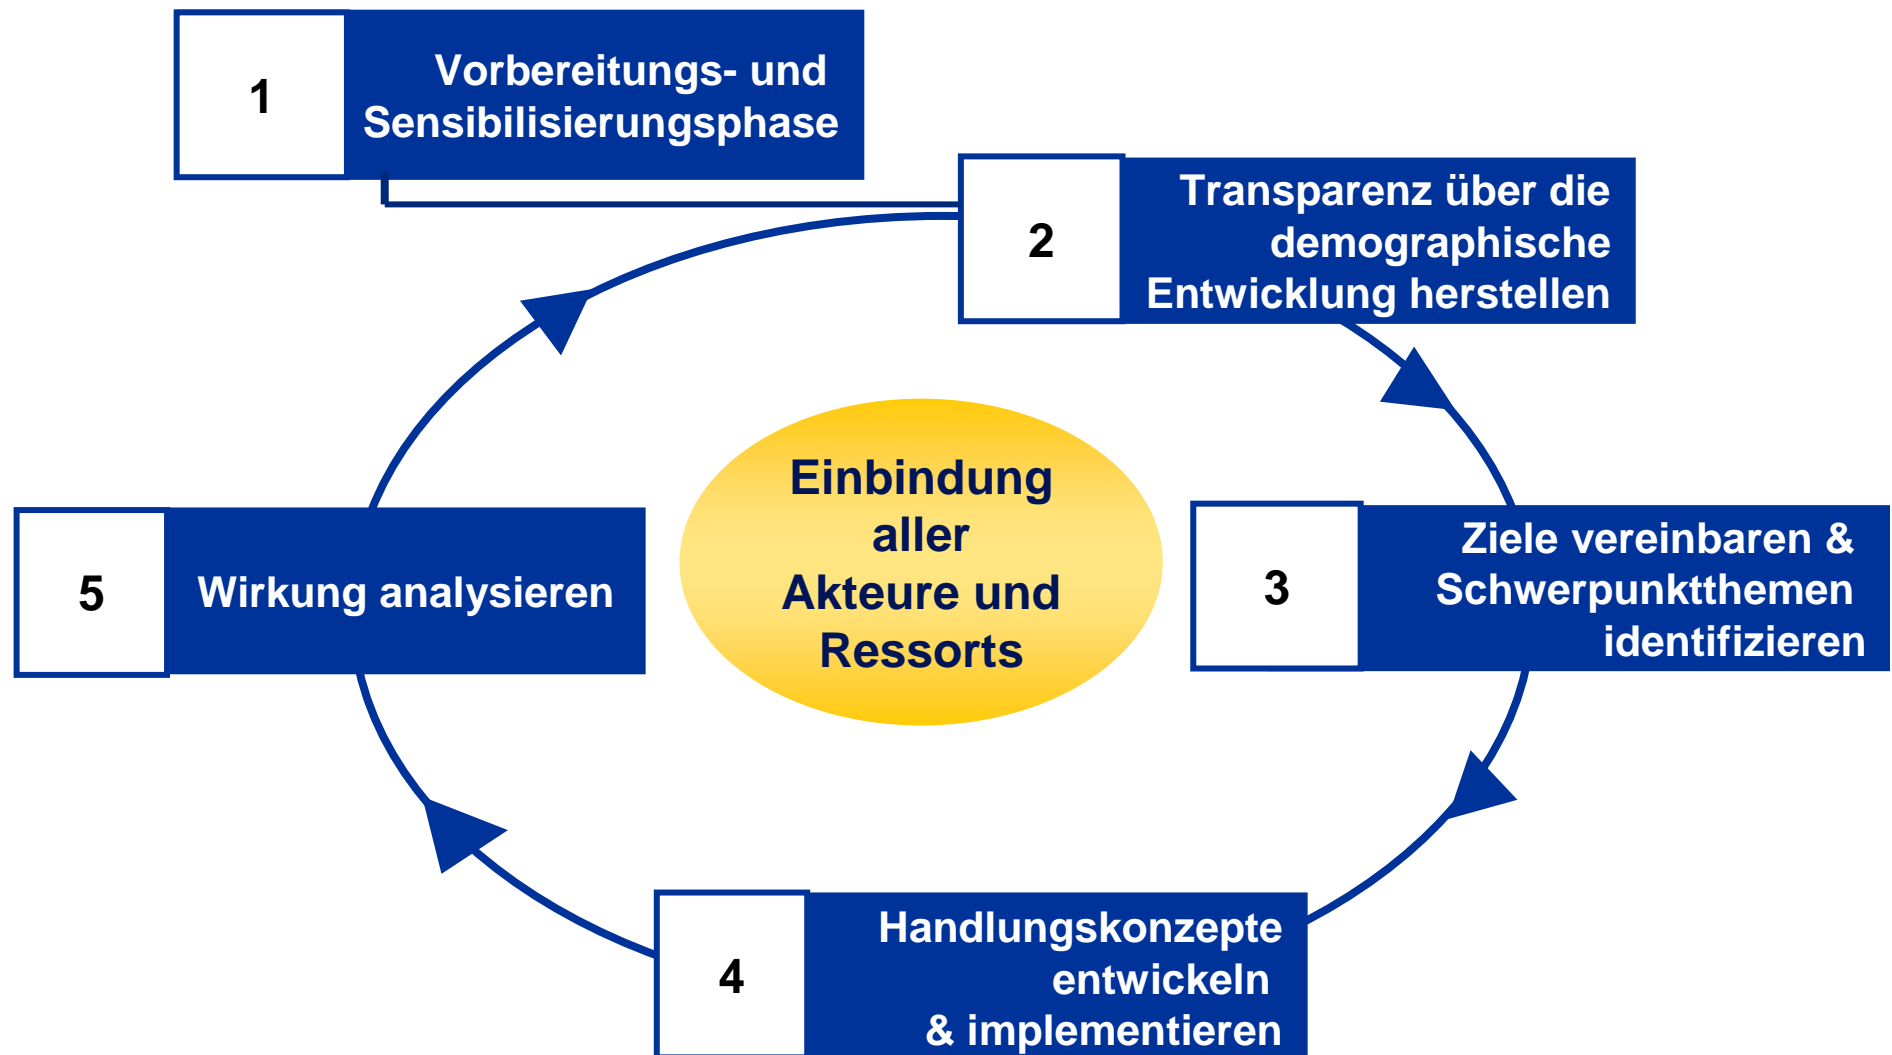 1
Vorbereitungs- und
Sensibilisierungsphase
2
Transparenz über die
demographische
Entwicklung herstellen
Einbindung
aller
Akteure und
Ressorts
3
Ziele vereinbaren &
Schwerpunktthemen
identifizieren
5
Wirkung analysieren
4
Handlungskonzepte
entwickeln
& implementieren